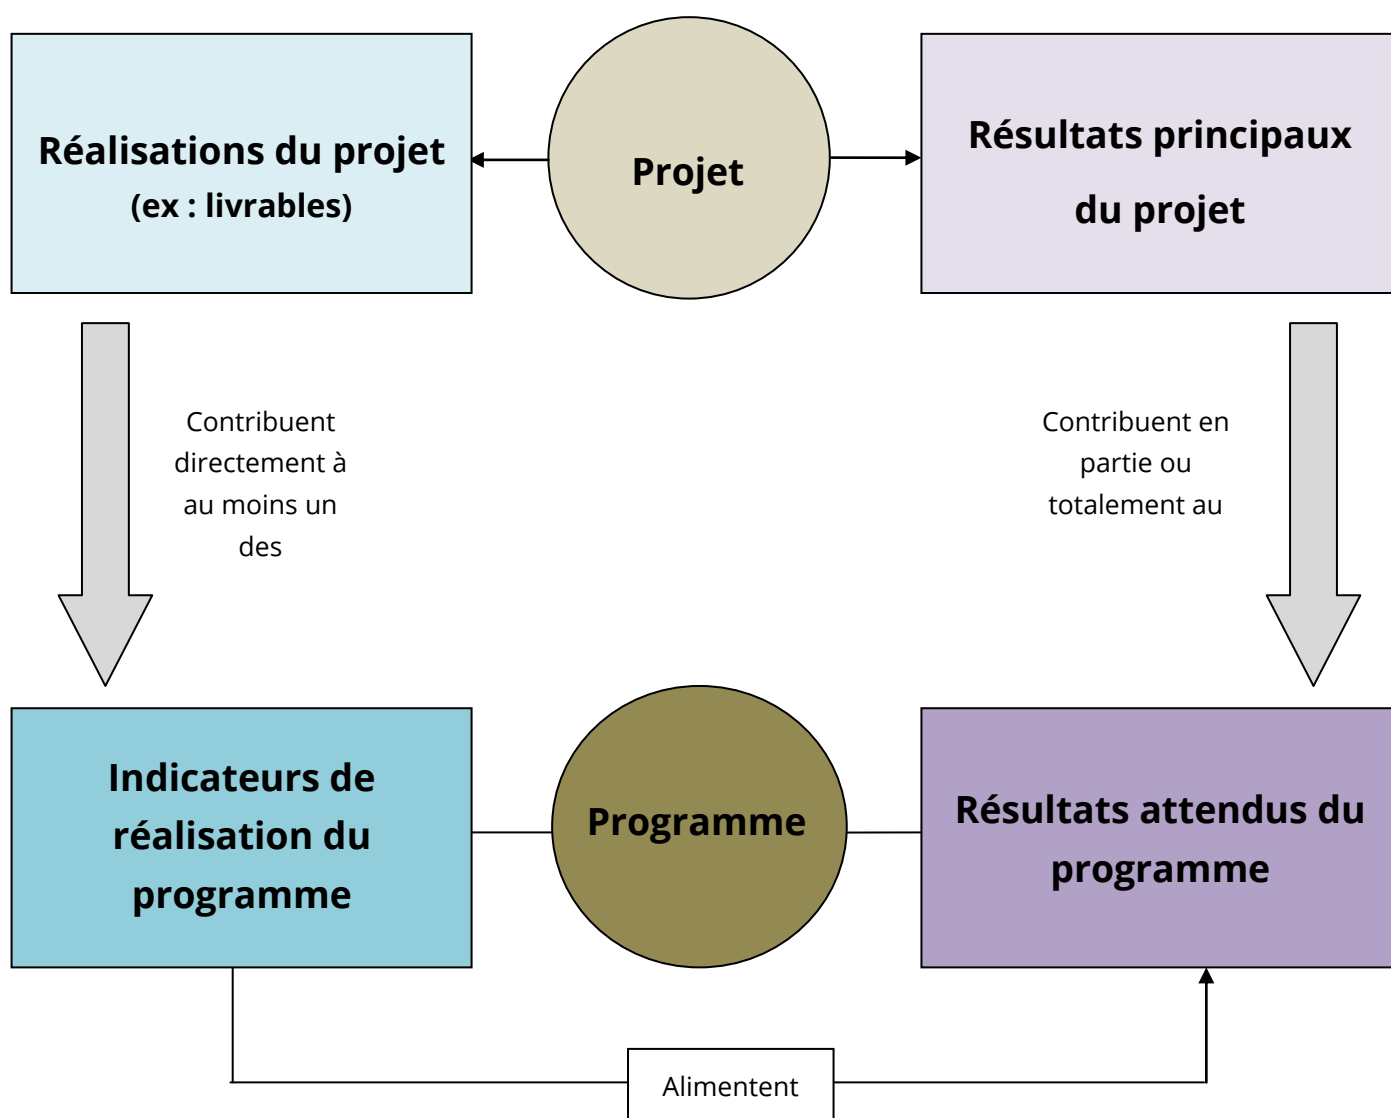 Réalisations du projet
(ex : livrables)
Projet
Résultats principaux
du projet
Contribuent
directement à
au moins un
des
Contribuent en
partie ou
totalement au
Indicateurs de
réalisation du
programme
Programme
Résultats attendus du
programme
Alimentent